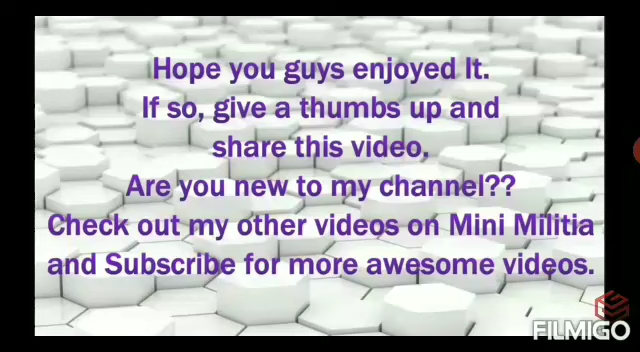 Hope you guys enjoyed It.
If so, give a thumbs up and
share this video.
Are you new to my channel??
Check out my other videos on Mini Militia
and Subscribe for more awesome videos.
FILMIGO